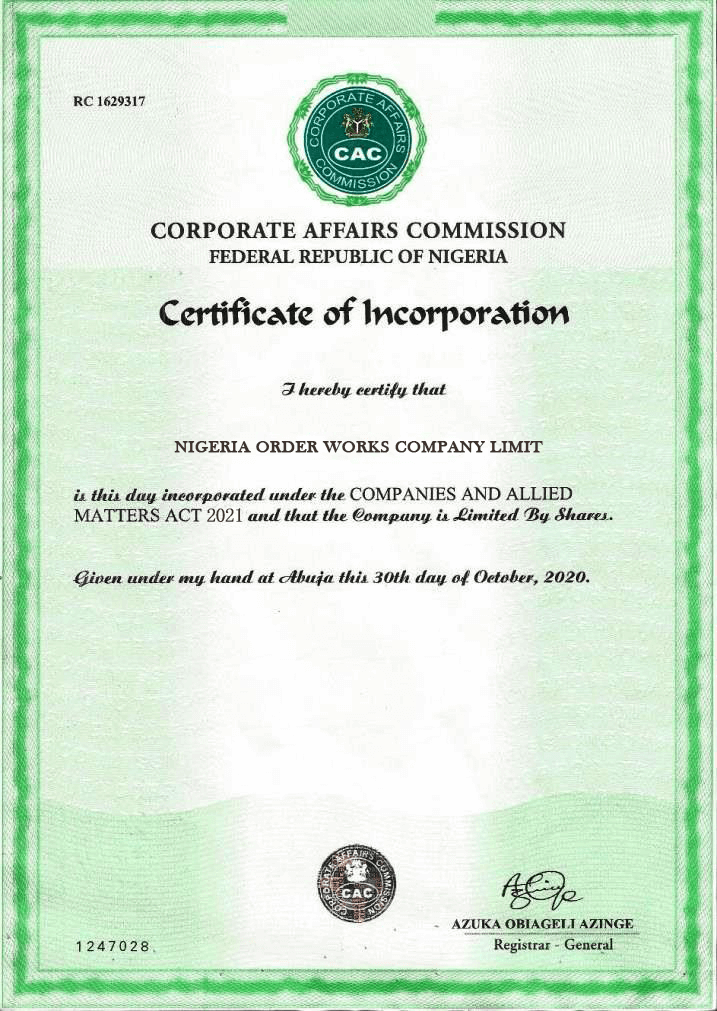 RC 1629317
CORPORATE AFFAIRS COMMISSION
CAC
CORPORATE AFFAIRS COMMISSION
FEDERAL REPUBLIC OF NIGERIA
Certificate of Incorporation
I hereby certify that
NIGERIA ORDER WORKS COMPANY LIMIT
is this day incorporated under the COMPANIES AND ALLIED
MATTERS ACT 2021 and that the Company is Limited By Shares.
Given under my hand at Abuja this 30th day of October, 2020.
CORPORATE AFFAIRS COMMISSION
CAC
AZUKA OBIAGELI AZINGE
Registrar - General
1247028